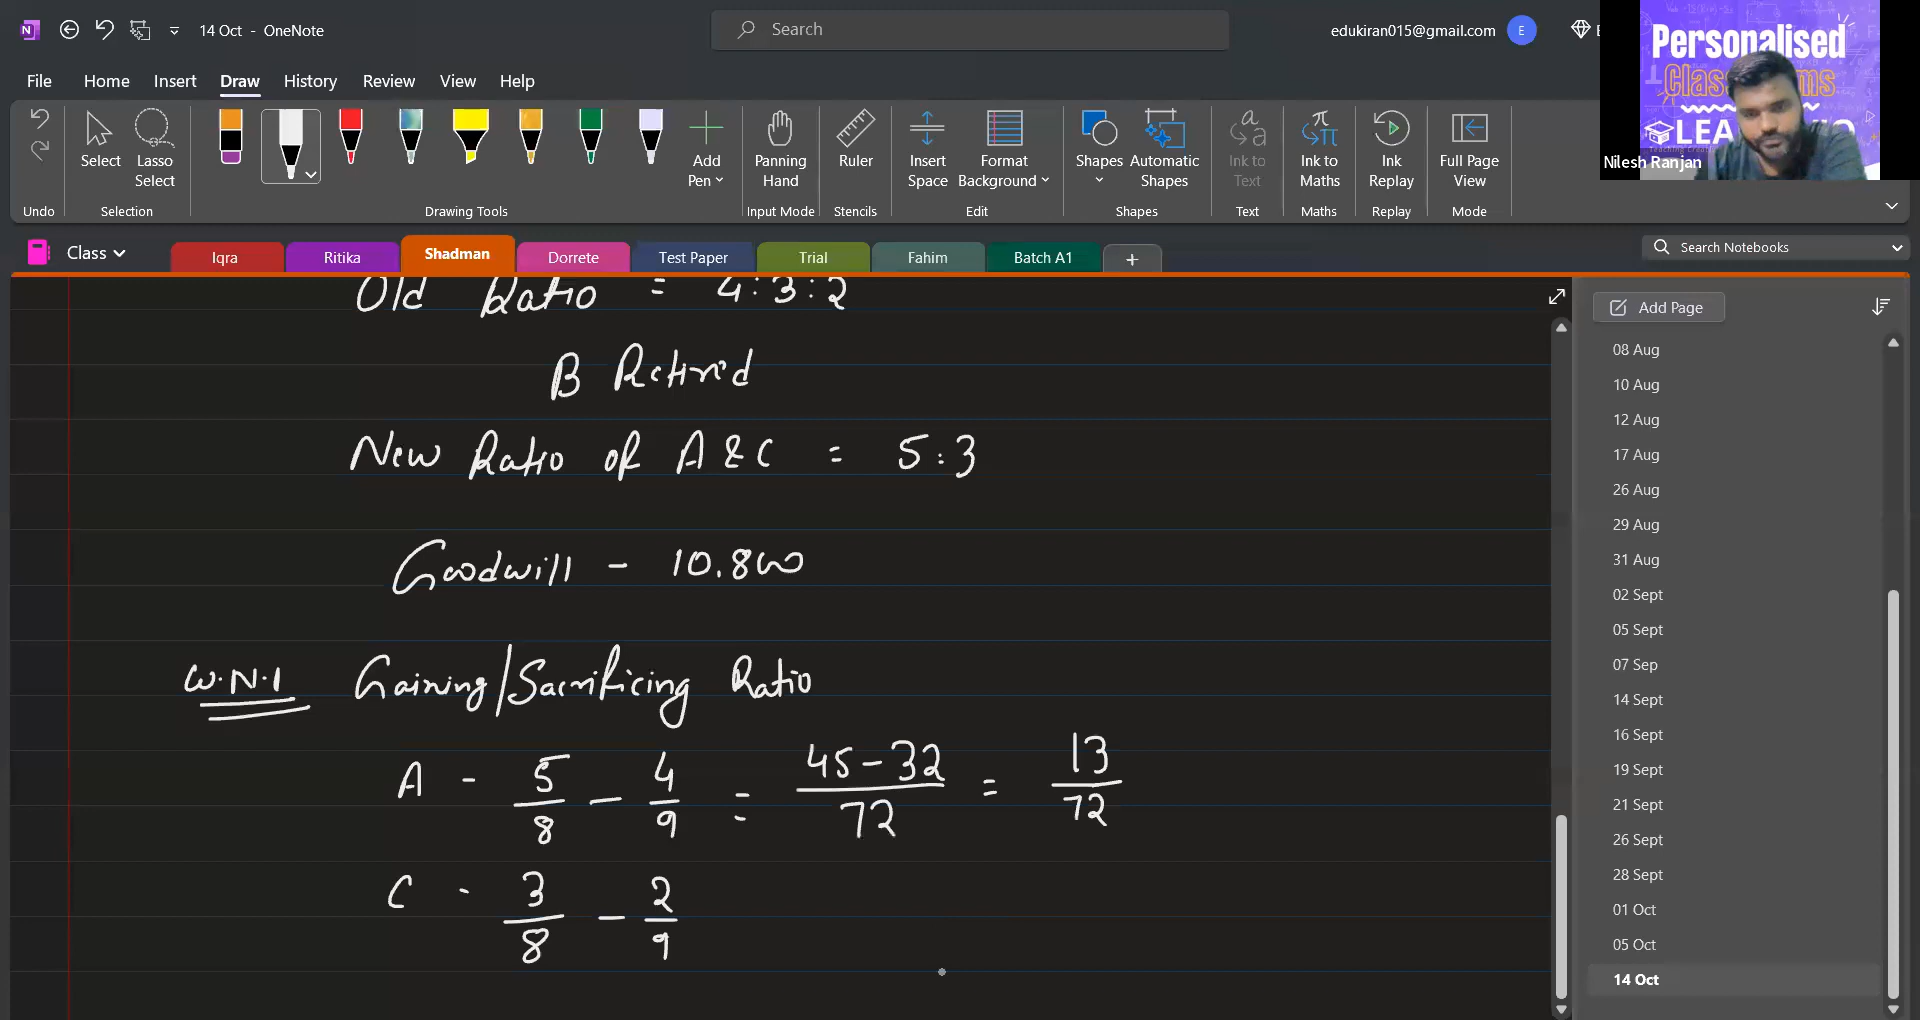 14 Oct - OneNote
Search
edukiran015@gmail.com
E
Personalised
Nilesh Ranjan
File Home Insert Draw History Review View Help
Select
Lasso Select
Add Pen
Panning Hand
Ruler
Insert Space
Format Background
Shapes
Automatic Shapes
Ink to Text
Ink to Maths
Ink Replay
Full Page View
Undo Selection Drawing Tools Input Mode Stencils Edit Shapes Text Maths Replay Mode
Class Iqra Ritika Shadman Dorrete Test Paper Trial Fahim Batch A1 +
Search Notebooks
Old Ratio = 4:3:2
B Retired
New Ratio of A & C = 5:3
Goodwill - 10.800
W.N.1 Gaining/Sacrificing Ratio
A - 5/8 - 4/9 = 45-32/72 = 13/72
C - 3/8 - 2/9
Add Page
08 Aug
10 Aug
12 Aug
17 Aug
26 Aug
29 Aug
31 Aug
02 Sept
05 Sept
07 Sep
14 Sept
16 Sept
19 Sept
21 Sept
26 Sept
28 Sept
01 Oct
05 Oct
14 Oct